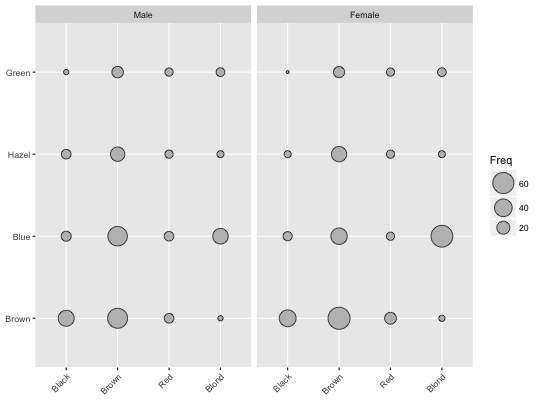 Male Female
Green
Hazel
Blue
Brown
Freq
60
40
20
Black Brown Red Blond Black Brown Red Blond